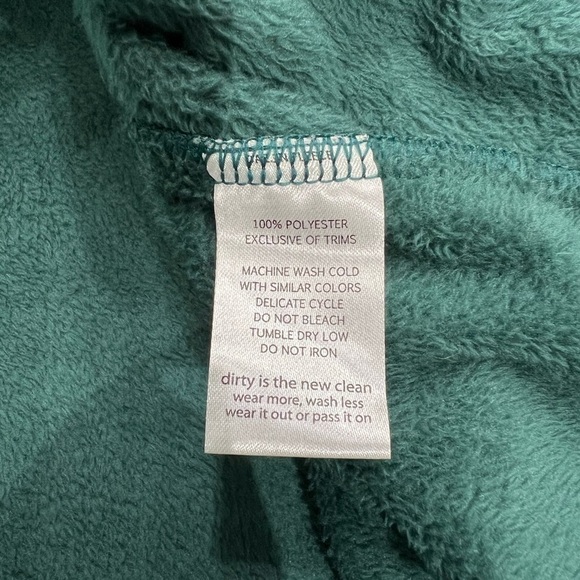 100% POLYESTER
EXCLUSIVE OF TRIMS
MACHINE WASH COLD
WITH SIMILAR COLORS
DELICATE CYCLE
DO NOT BLEACH
TUMBLE DRY LOW
DO NOT IRON
dirty is the new clean
wear more, wash less
wear it out or pass it on